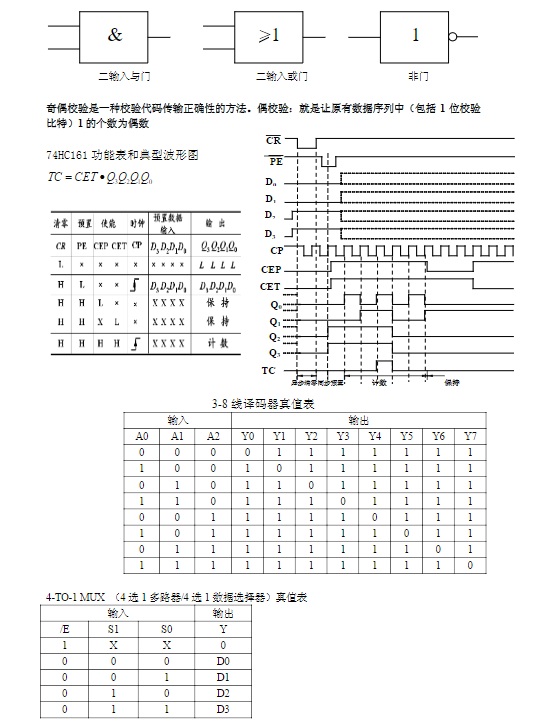 & ≥1 1
二输入与门 二输入或门 非门
奇偶校验是一种校验代码传输正确性的方法。偶校验：就是让原有数据序列中（包括 1 位校验
比特）1 的个数为偶数
74HC161 功能表和典型波形图
TC = CET • Q₃Q₂Q₁Q₀
清零 预置 使能 时钟 预置数据输入 输 出
CR PE CEP CET CP D₃D₂D₁D₀ Q₃Q₂Q₁Q₀
L × × × × × × × × L L L L
H L × × D₃D₂D₁D₀ D₃D₂D₁D₀
H H L × × X X X X 保 持
H H X L × X X X X 保 持
H H H H X X X X 计 数
CR
PE
D₀
D₁
D₂
D₃
CP
CEP
CET
Q₀
Q₁
Q₂
Q₃
TC
异步清零 同步预置 计数 保持
3-8 线译码器真值表
输入 输出
A0 A1 A2 Y0 Y1 Y2 Y3 Y4 Y5 Y6 Y7
0 0 0 0 1 1 1 1 1 1 1
1 0 0 1 0 1 1 1 1 1 1
0 1 0 1 1 0 1 1 1 1 1
1 1 0 1 1 1 0 1 1 1 1
0 0 1 1 1 1 1 0 1 1 1
1 0 1 1 1 1 1 1 0 1 1
0 1 1 1 1 1 1 1 1 0 1
1 1 1 1 1 1 1 1 1 1 0
4-TO-1 MUX （4 选 1 多路器/4 选 1 数据选择器）真值表
输入 输出
/E S1 S0 Y
1 X X 0
0 0 0 D0
0 0 1 D1
0 1 0 D2
0 1 1 D3